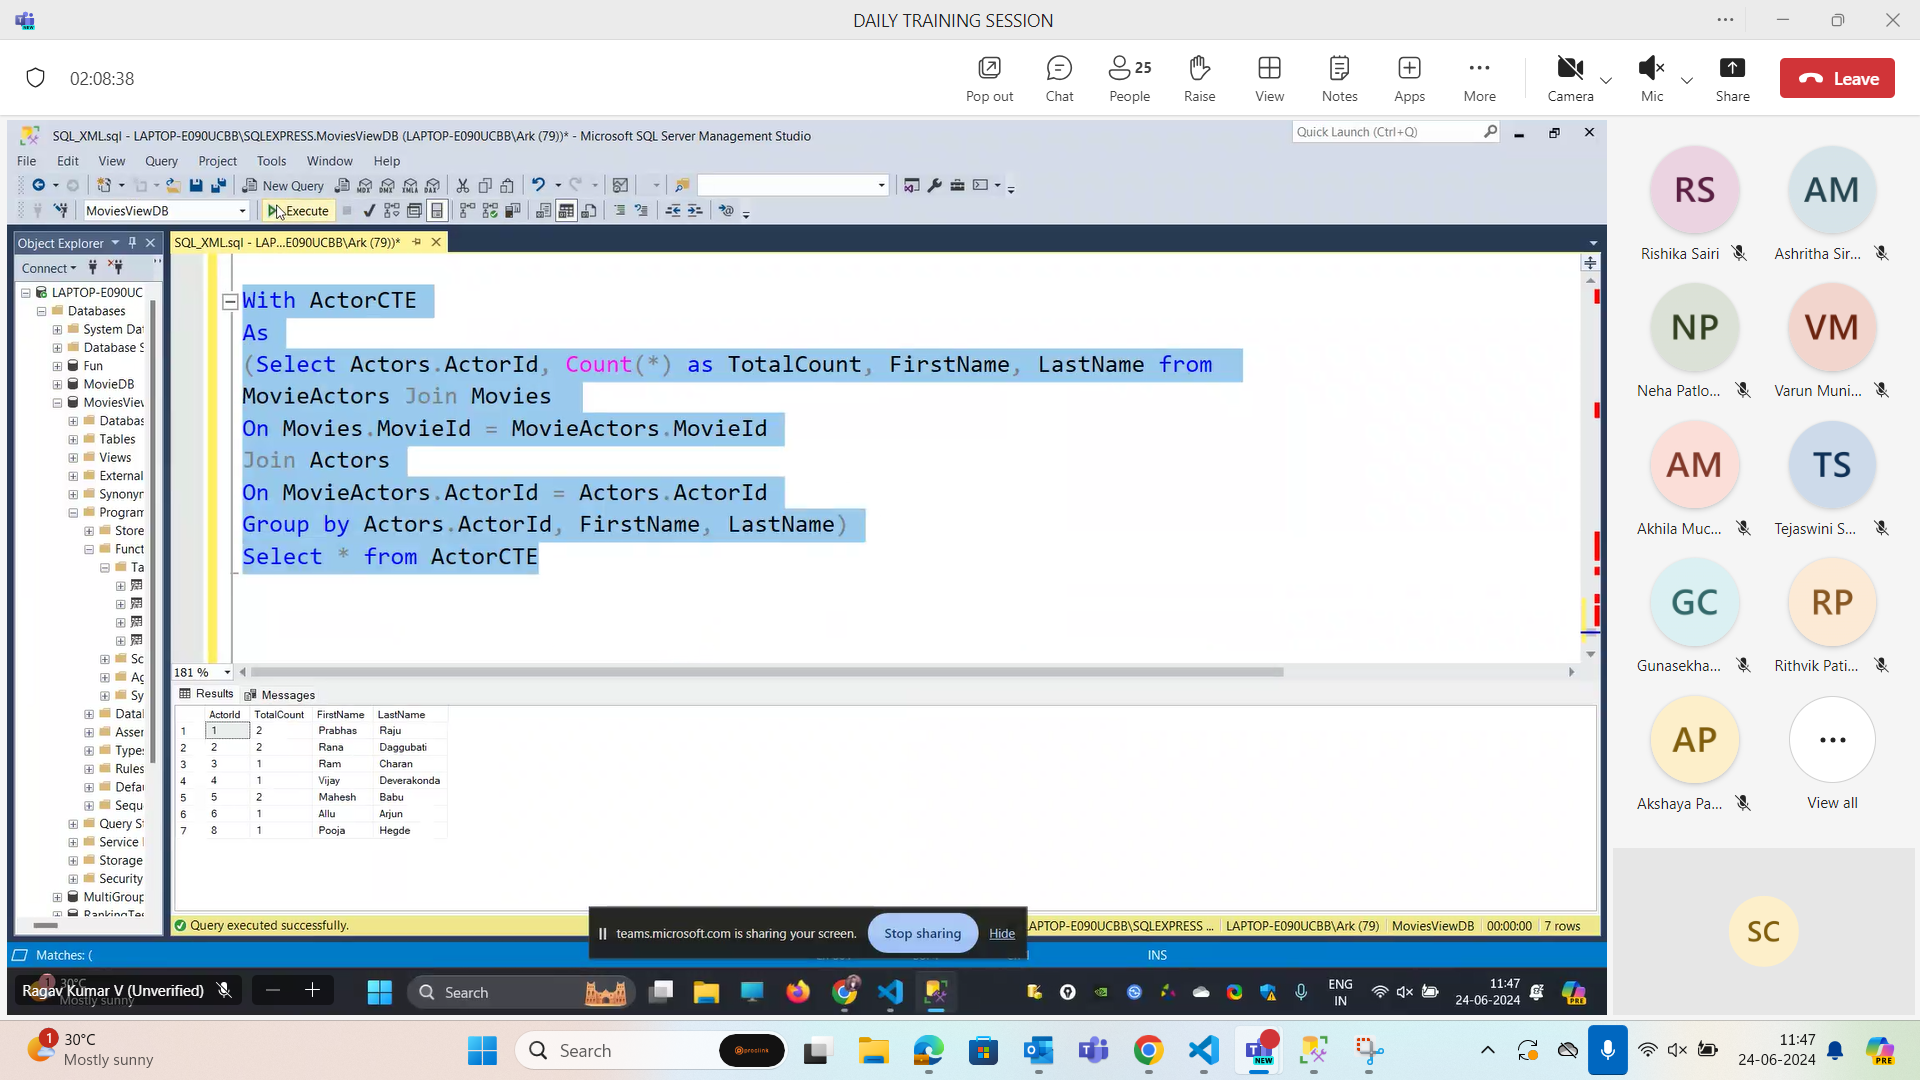 DAILY TRAINING SESSION
02:08:38
Pop out
Chat
25
People
Raise
View
Notes
Apps
More
Camera
Mic
Share
Leave
SQL_XML.sql - LAPTOP-E090UCBB\SQLEXPRESS.MoviesViewDB (LAPTOP-E090UCBB\Ark (79))* - Microsoft SQL Server Management Studio
Quick Launch (Ctrl+Q)
File Edit View Query Project Tools Window Help
New Query
MoviesViewDB
Execute
Object Explorer
SQL_XML.sql - LAP...E090UCBB\Ark (79))*
Connect
LAPTOP-E090UC
Databases
System Dat
Database S
Fun
MovieDB
MoviesViev
Databas
Tables
Views
External
Synonyn
Program
Store
Funct
Ta
Sc
Ag
Sy
Datal
Asser
Types
Rules
Defau
Sequ
Query St
Service
Storage
Security
MultiGroup
RankingTe
With ActorCTE
As
(Select Actors.ActorId, Count(*) as TotalCount, FirstName, LastName from
MovieActors Join Movies
On Movies.MovieId = MovieActors.MovieId
Join Actors
On MovieActors.ActorId = Actors.ActorId
Group by Actors.ActorId, FirstName, LastName)
Select * from ActorCTE
181 %
Results
Messages
ActorId TotalCount FirstName LastName
1 1 2 Prabhas Raju
2 2 2 Rana Daggubati
3 3 1 Ram Charan
4 4 1 Vijay Deverakonda
5 5 2 Mahesh Babu
6 6 1 Allu Arjun
7 8 1 Pooja Hegde
Query executed successfully.
APTOP-E090UCBB\SQLEXPRESS ...
LAPTOP-E090UCBB\Ark (79)
MoviesViewDB
00:00:00
7 rows
teams.microsoft.com is sharing your screen.
Stop sharing
Hide
Matches: (
INS
Ragav Kumar V (Unverified)
30°C
Mostly sunny
Search
ENG
IN
11:47
24-06-2024
PRE
RS
Rishika Sairi
AM
Ashritha Sir...
NP
Neha Patlo...
VM
Varun Muni...
AM
Akhila Muc...
TS
Tejaswini S...
GC
Gunasekha...
RP
Rithvik Pati...
AP
Akshaya Pa...
View all
SC
1
30°C
Mostly sunny
Search
NEW
11:47
24-06-2024
PRE